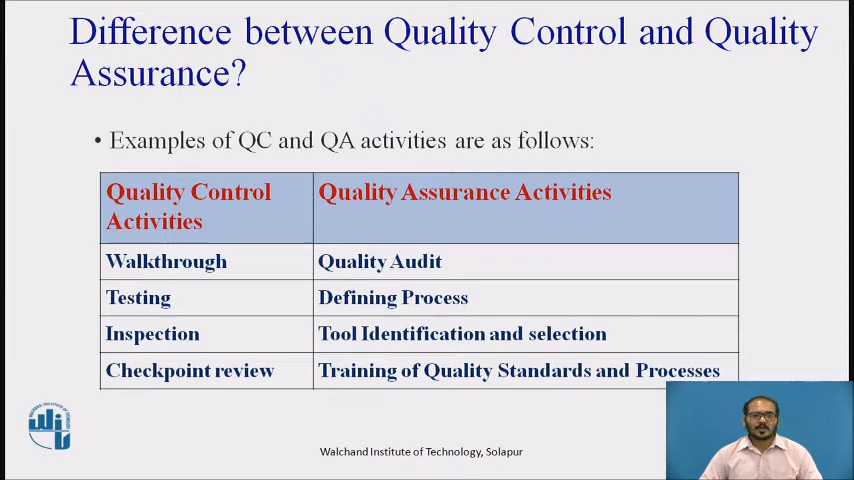 Difference between Quality Control and Quality
Assurance?
• Examples of QC and QA activities are as follows:
Quality Control Activities
Quality Assurance Activities
Walkthrough
Quality Audit
Testing
Defining Process
Inspection
Tool Identification and selection
Checkpoint review
Training of Quality Standards and Processes
Walchand Institute of Technology, Solapur